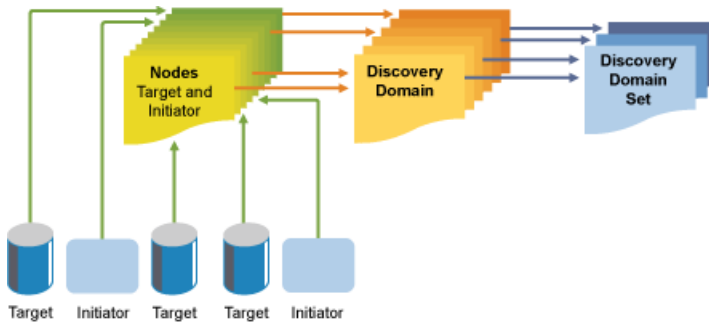 Nodes
Target and
Initiator
Discovery
Domain
Discovery
Domain
Set
Target
Initiator
Target
Target
Initiator